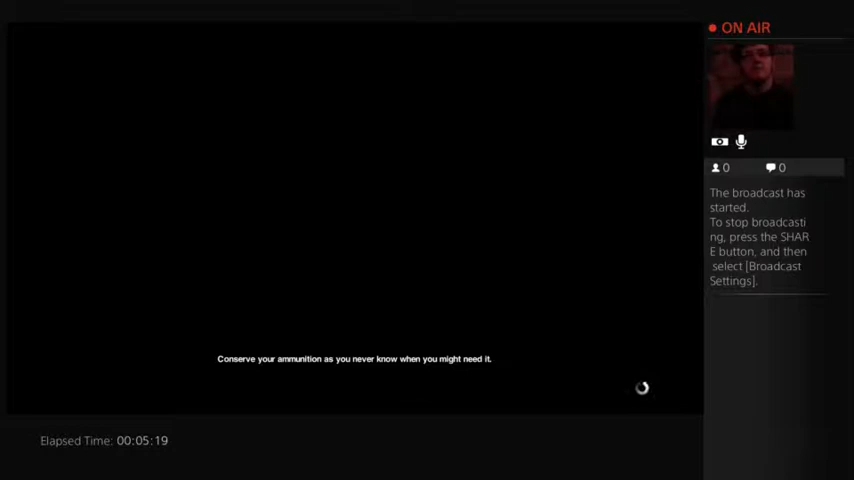 ON AIR
0 0
The broadcast has
started.
To stop broadcasti
ng, press the SHAR
E button, and then
select [Broadcast
Settings].
Conserve your ammunition as you never know when you might need it.
Elapsed Time: 00:05:19